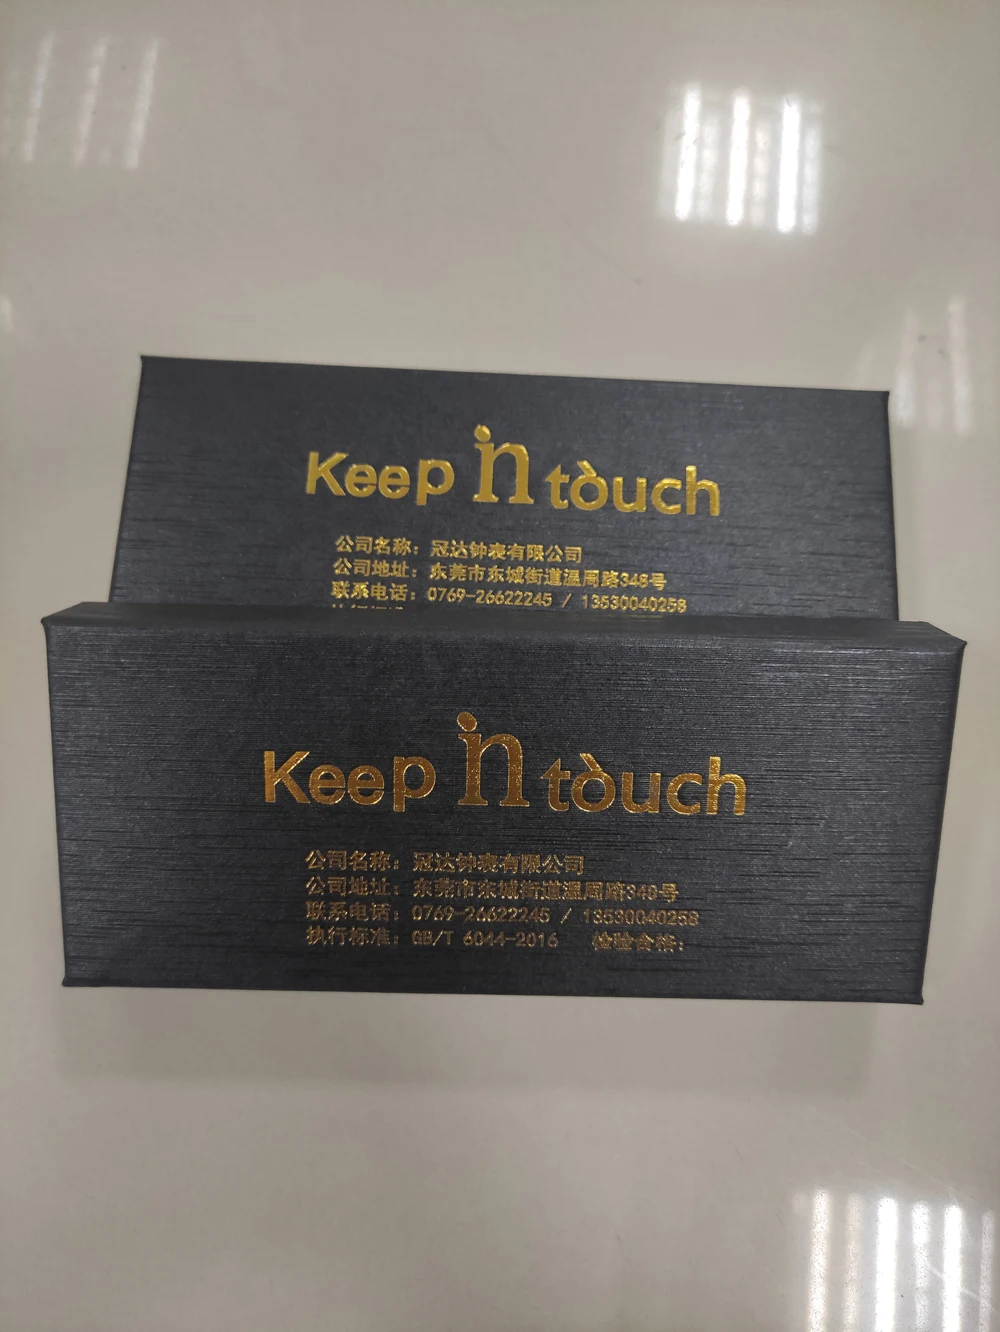 Keep in touch
公司名称：冠达钟表有限公司
公司地址：东莞市东城街道温周路348号
联系电话：0769-26622245 / 13530040258
Keep in touch
公司名称：冠达钟表有限公司
公司地址：东莞市东城街道温周路348号
联系电话：0769-26622245 / 13530040258
执行标准：GB/T 6044-2016 检验合格：